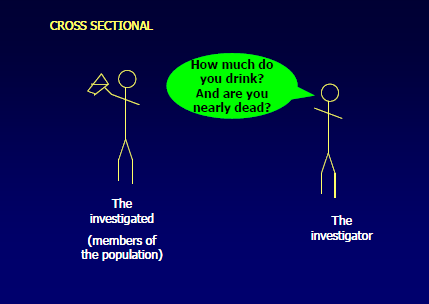 CROSS SECTIONAL
How much do
you drink?
And are you
nearly dead?
The
investigated
(members of
the population)
The
investigator